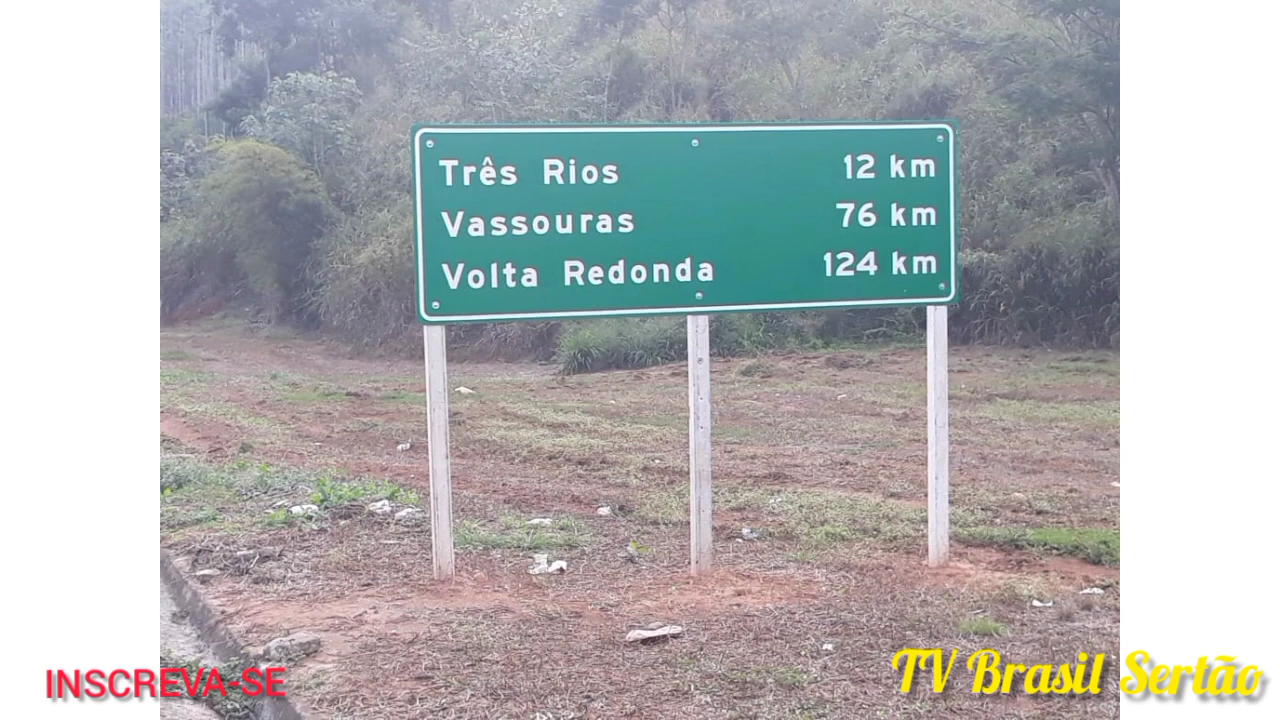 Três Rios 12 km
Vassouras 76 km
Volta Redonda 124 km
INSCREVA-SE
TV Brasil Sertão